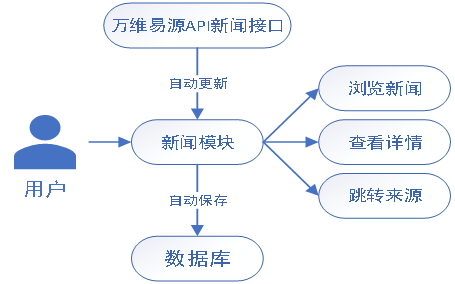 万维易源API新闻接口
自动更新
浏览新闻
用户
新闻模块
查看详情
跳转来源
自动保存
数据库